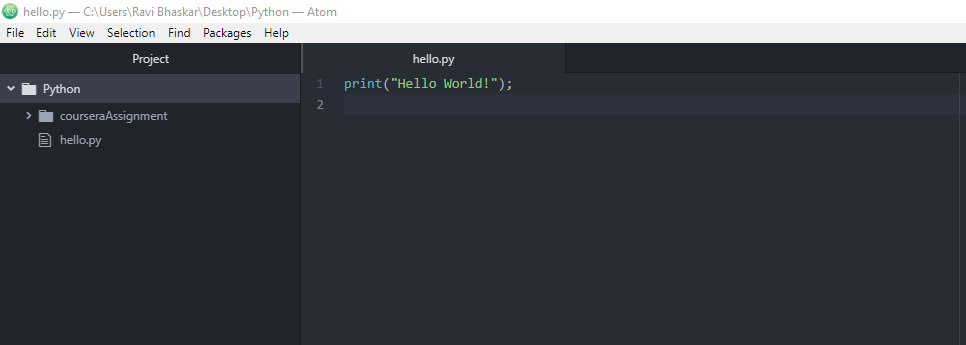 hello.py — C:\Users\Ravi Bhaskar\Desktop\Python — Atom
File Edit View Selection Find Packages Help
Project
Python
courseraAssignment
hello.py
hello.py
1 print("Hello World!");
2